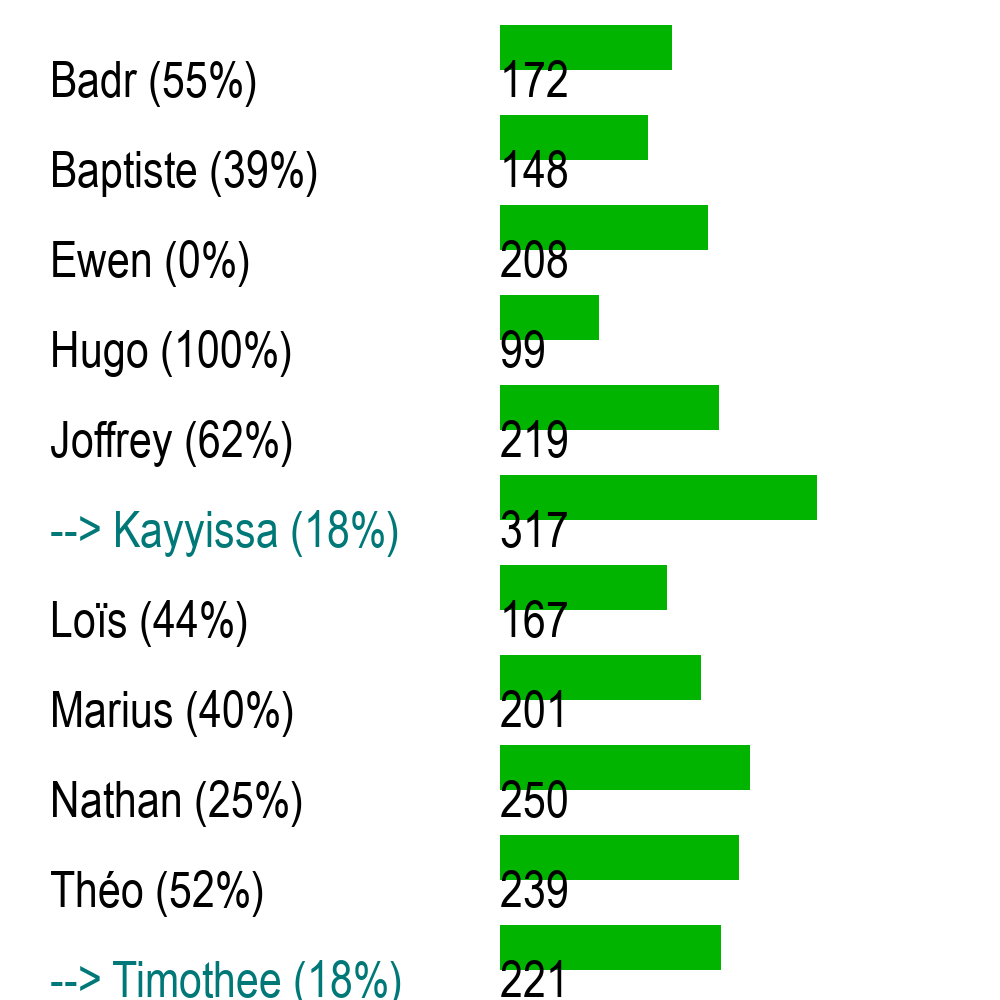 Badr (55%) 172
Baptiste (39%) 148
Ewen (0%) 208
Hugo (100%) 99
Joffrey (62%) 219
--> Kayyissa (18%) 317
Loïs (44%) 167
Marius (40%) 201
Nathan (25%) 250
Théo (52%) 239
--> Timothee (18%) 221